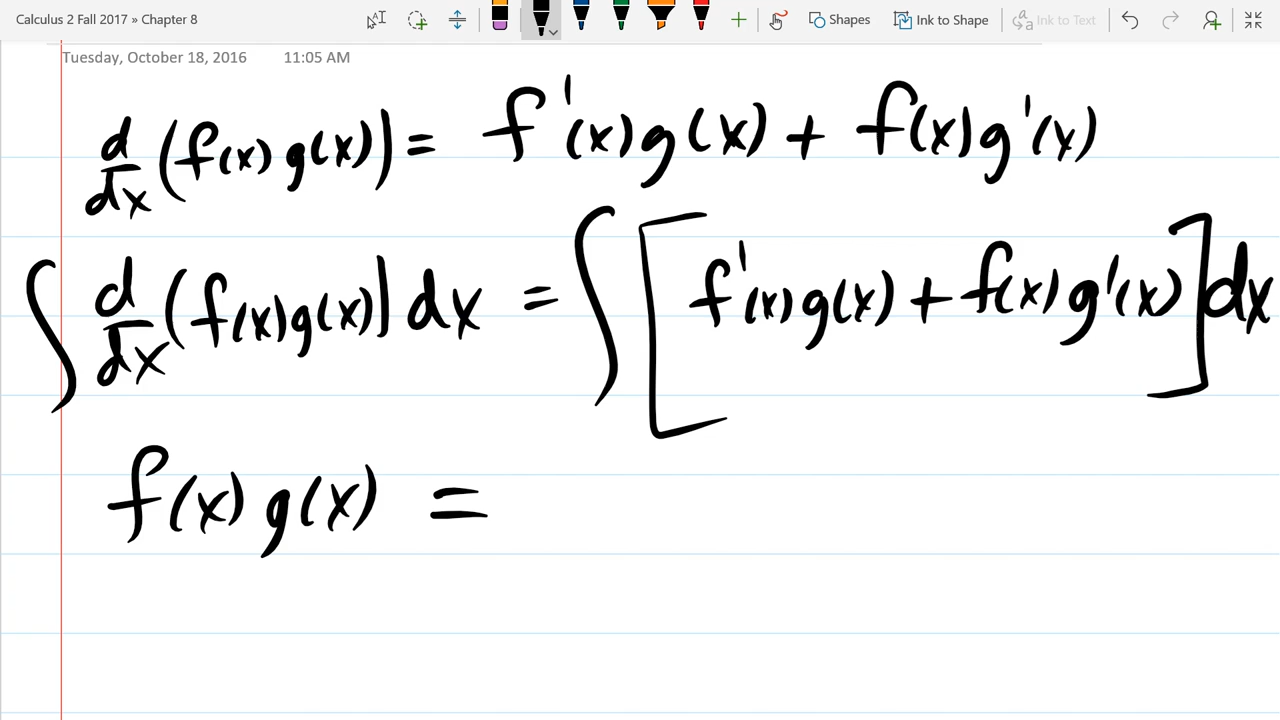 Calculus 2 Fall 2017 » Chapter 8 Shapes Ink to Shape Ink to Text
Tuesday, October 18, 2016 11:05 AM
d/dx (f(x) g(x)) = f'(x) g(x) + f(x) g'(x)
∫ d/dx (f(x) g(x)] dx = ∫ [f'(x) g(x) + f(x) g'(x)] dx
f(x) g(x) =